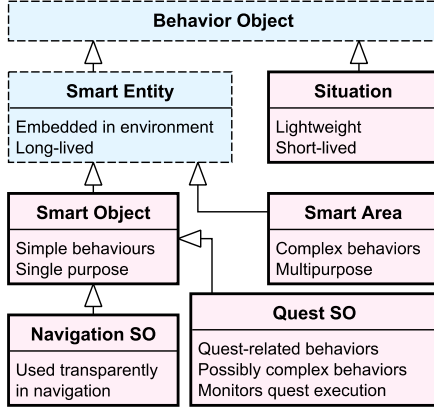 Behavior Object
Smart Entity
Embedded in environment
Long-lived
Situation
Lightweight
Short-lived
Smart Object
Simple behaviours
Single purpose
Smart Area
Complex behaviors
Multipurpose
Navigation SO
Used transparently
in navigation
Quest SO
Quest-related behaviors
Possibly complex behaviors
Monitors quest execution